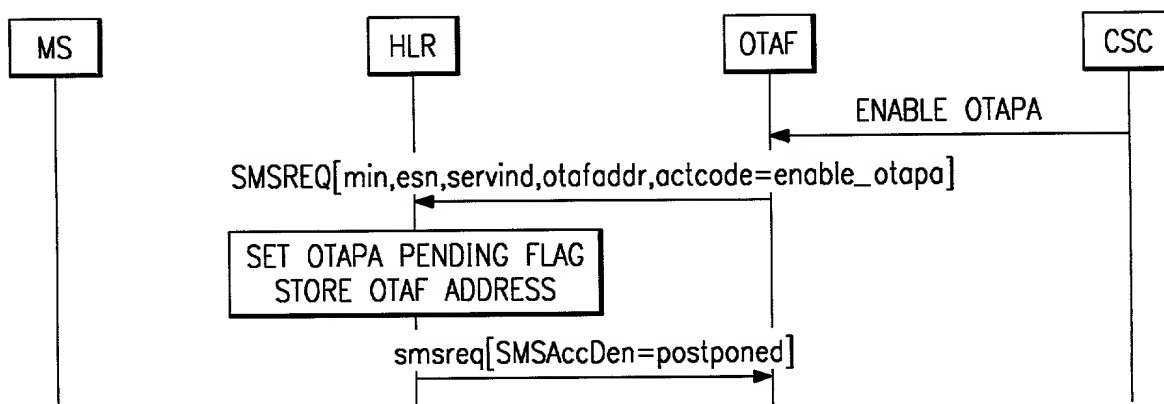 MS
HLR
OTAF
CSC
ENABLE OTAPA
SMSREQ[min,esn,servind,otafaddr,actcode=enable_otapa]
SET OTAPA PENDING FLAG
STORE OTAF ADDRESS
smsreq[SMSAccDen=postponed]